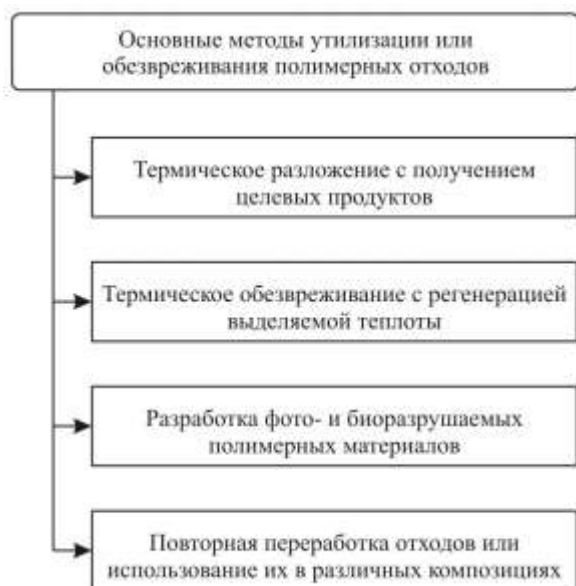 Основные методы утилизации или
обезвреживания полимерных отходов
Термическое разложение с получением
целевых продуктов
Термическое обезвреживание с регенерацией
выделяемой теплоты
Разработка фото- и биоразрушаемых
полимерных материалов
Повторная переработка отходов или
использование их в различных композициях